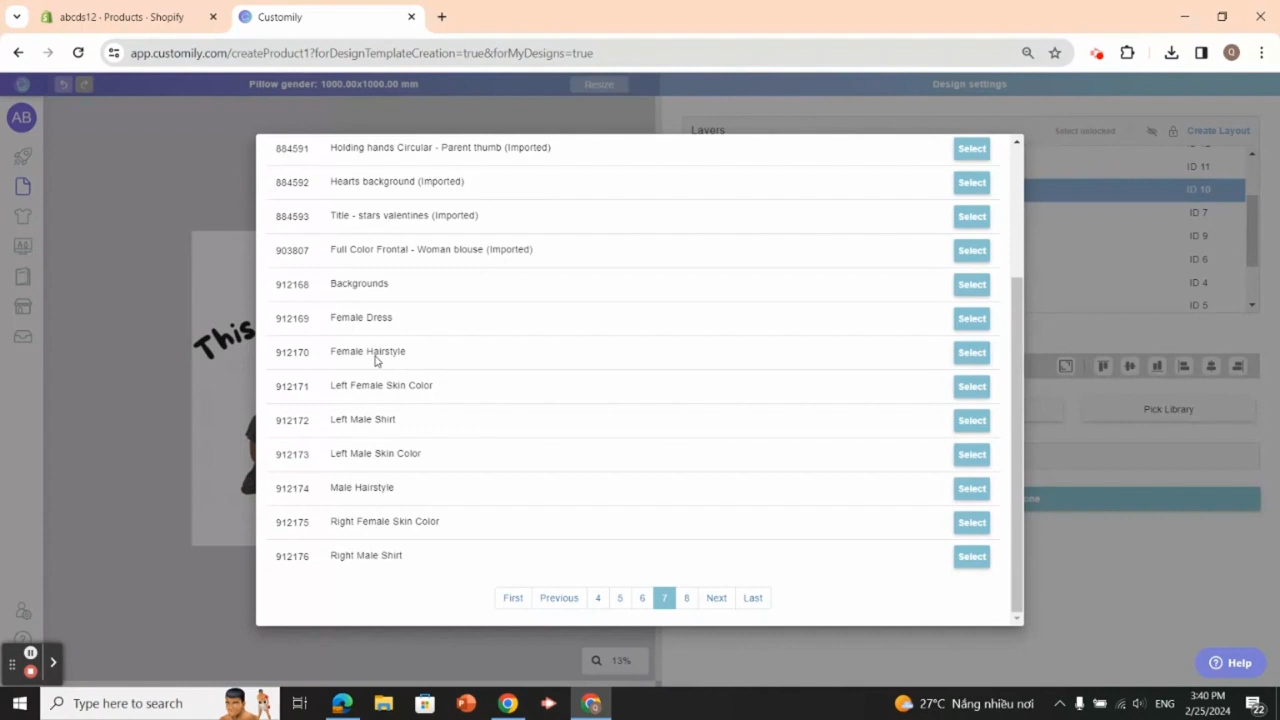 abcds12 · Products · Shopify
Customily
app.customily.com/createProduct1?forDesignTemplateCreation=true&forMyDesigns=true
Q
Pillow gender: 1000.00x1000.00 mm
Resize
Design settings
AB
Layers
Select unlocked
Create Layout
ID 11
ID 10
ID 7
ID 9
ID 6
ID 4
ID 5
This
884591 Holding hands Circular - Parent thumb (Imported) Select
884592 Hearts background (Imported) Select
884593 Title - stars valentines (Imported) Select
903807 Full Color Frontal - Woman blouse (Imported) Select
912168 Backgrounds Select
912169 Female Dress Select
912170 Female Hairstyle Select
912171 Left Female Skin Color Select
912172 Left Male Shirt Select
912173 Left Male Skin Color Select
912174 Male Hairstyle Select
912175 Right Female Skin Color Select
912176 Right Male Shirt Select
First Previous 4 5 6 7 8 Next Last
Pick Library
13%
Help
Type here to search
27°C Nắng nhiều nơi
ENG
3:40 PM
2/25/2024
22